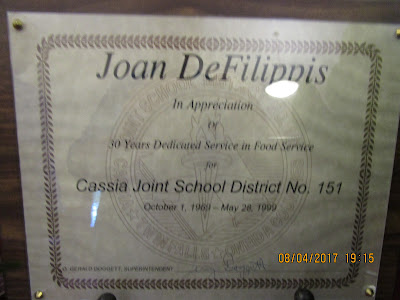 Joan DeFilippis
In Appreciation
Of
30 Years Dedicated Service in Food Service
for
Cassia Joint School District No. 151
October 1, 1969 – May 28, 1999
SUPERINTENDENT
08/04/2017 19:15